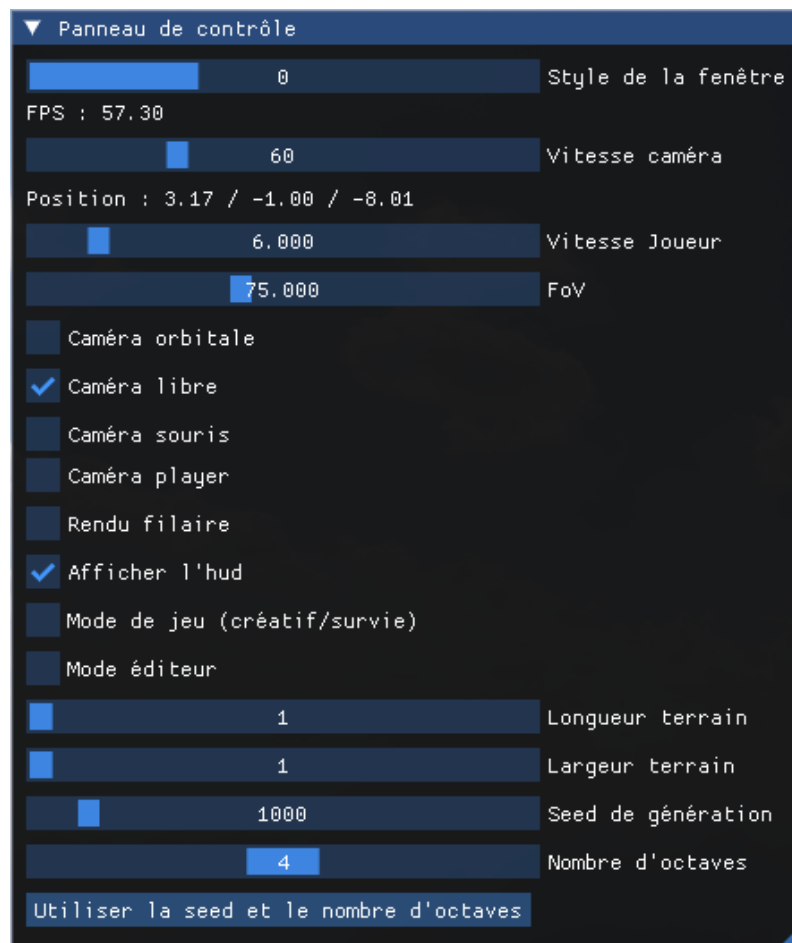 Panneau de contrôle
0 Style de la fenêtre
FPS : 57.30
60 Vitesse caméra
Position : 3.17 / -1.00 / -8.01
6.000 Vitesse Joueur
75.000 FoV
Caméra orbitale
Caméra libre
Caméra souris
Caméra player
Rendu filaire
Afficher l'hud
Mode de jeu (créatif/survie)
Mode éditeur
1 Longueur terrain
1 Largeur terrain
1000 Seed de génération
4 Nombre d'octaves
Utiliser la seed et le nombre d'octaves